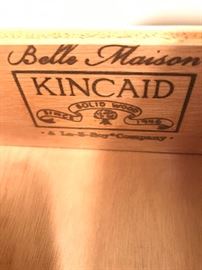 Belle Maison
KINCAID
SOLID WOOD
SINCE 1946
A La-Z-Boy® Company